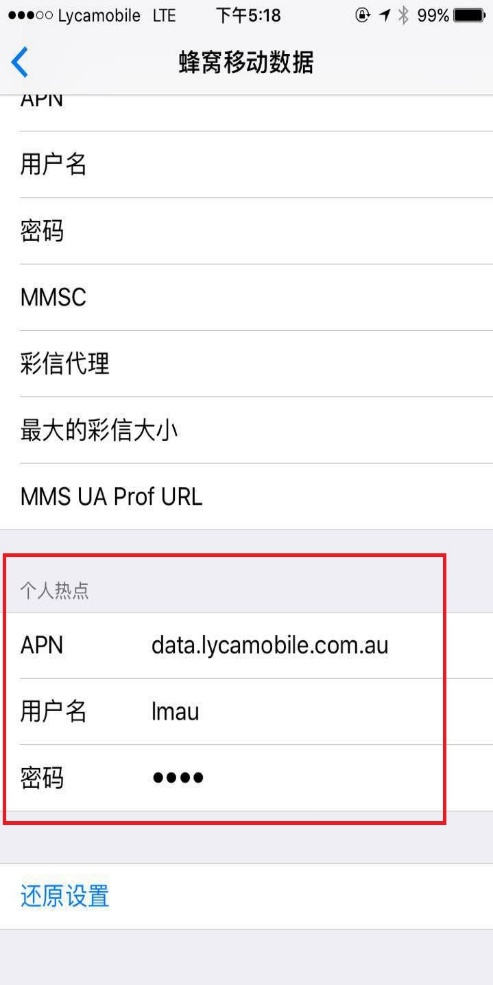 Lycamobile LTE 下午5:18 99%
蜂窝移动数据
APN
用户名
密码
MMSC
彩信代理
最大的彩信大小
MMS UA Prof URL
个人热点
APN data.lycamobile.com.au
用户名 lmau
密码 ••••
还原设置